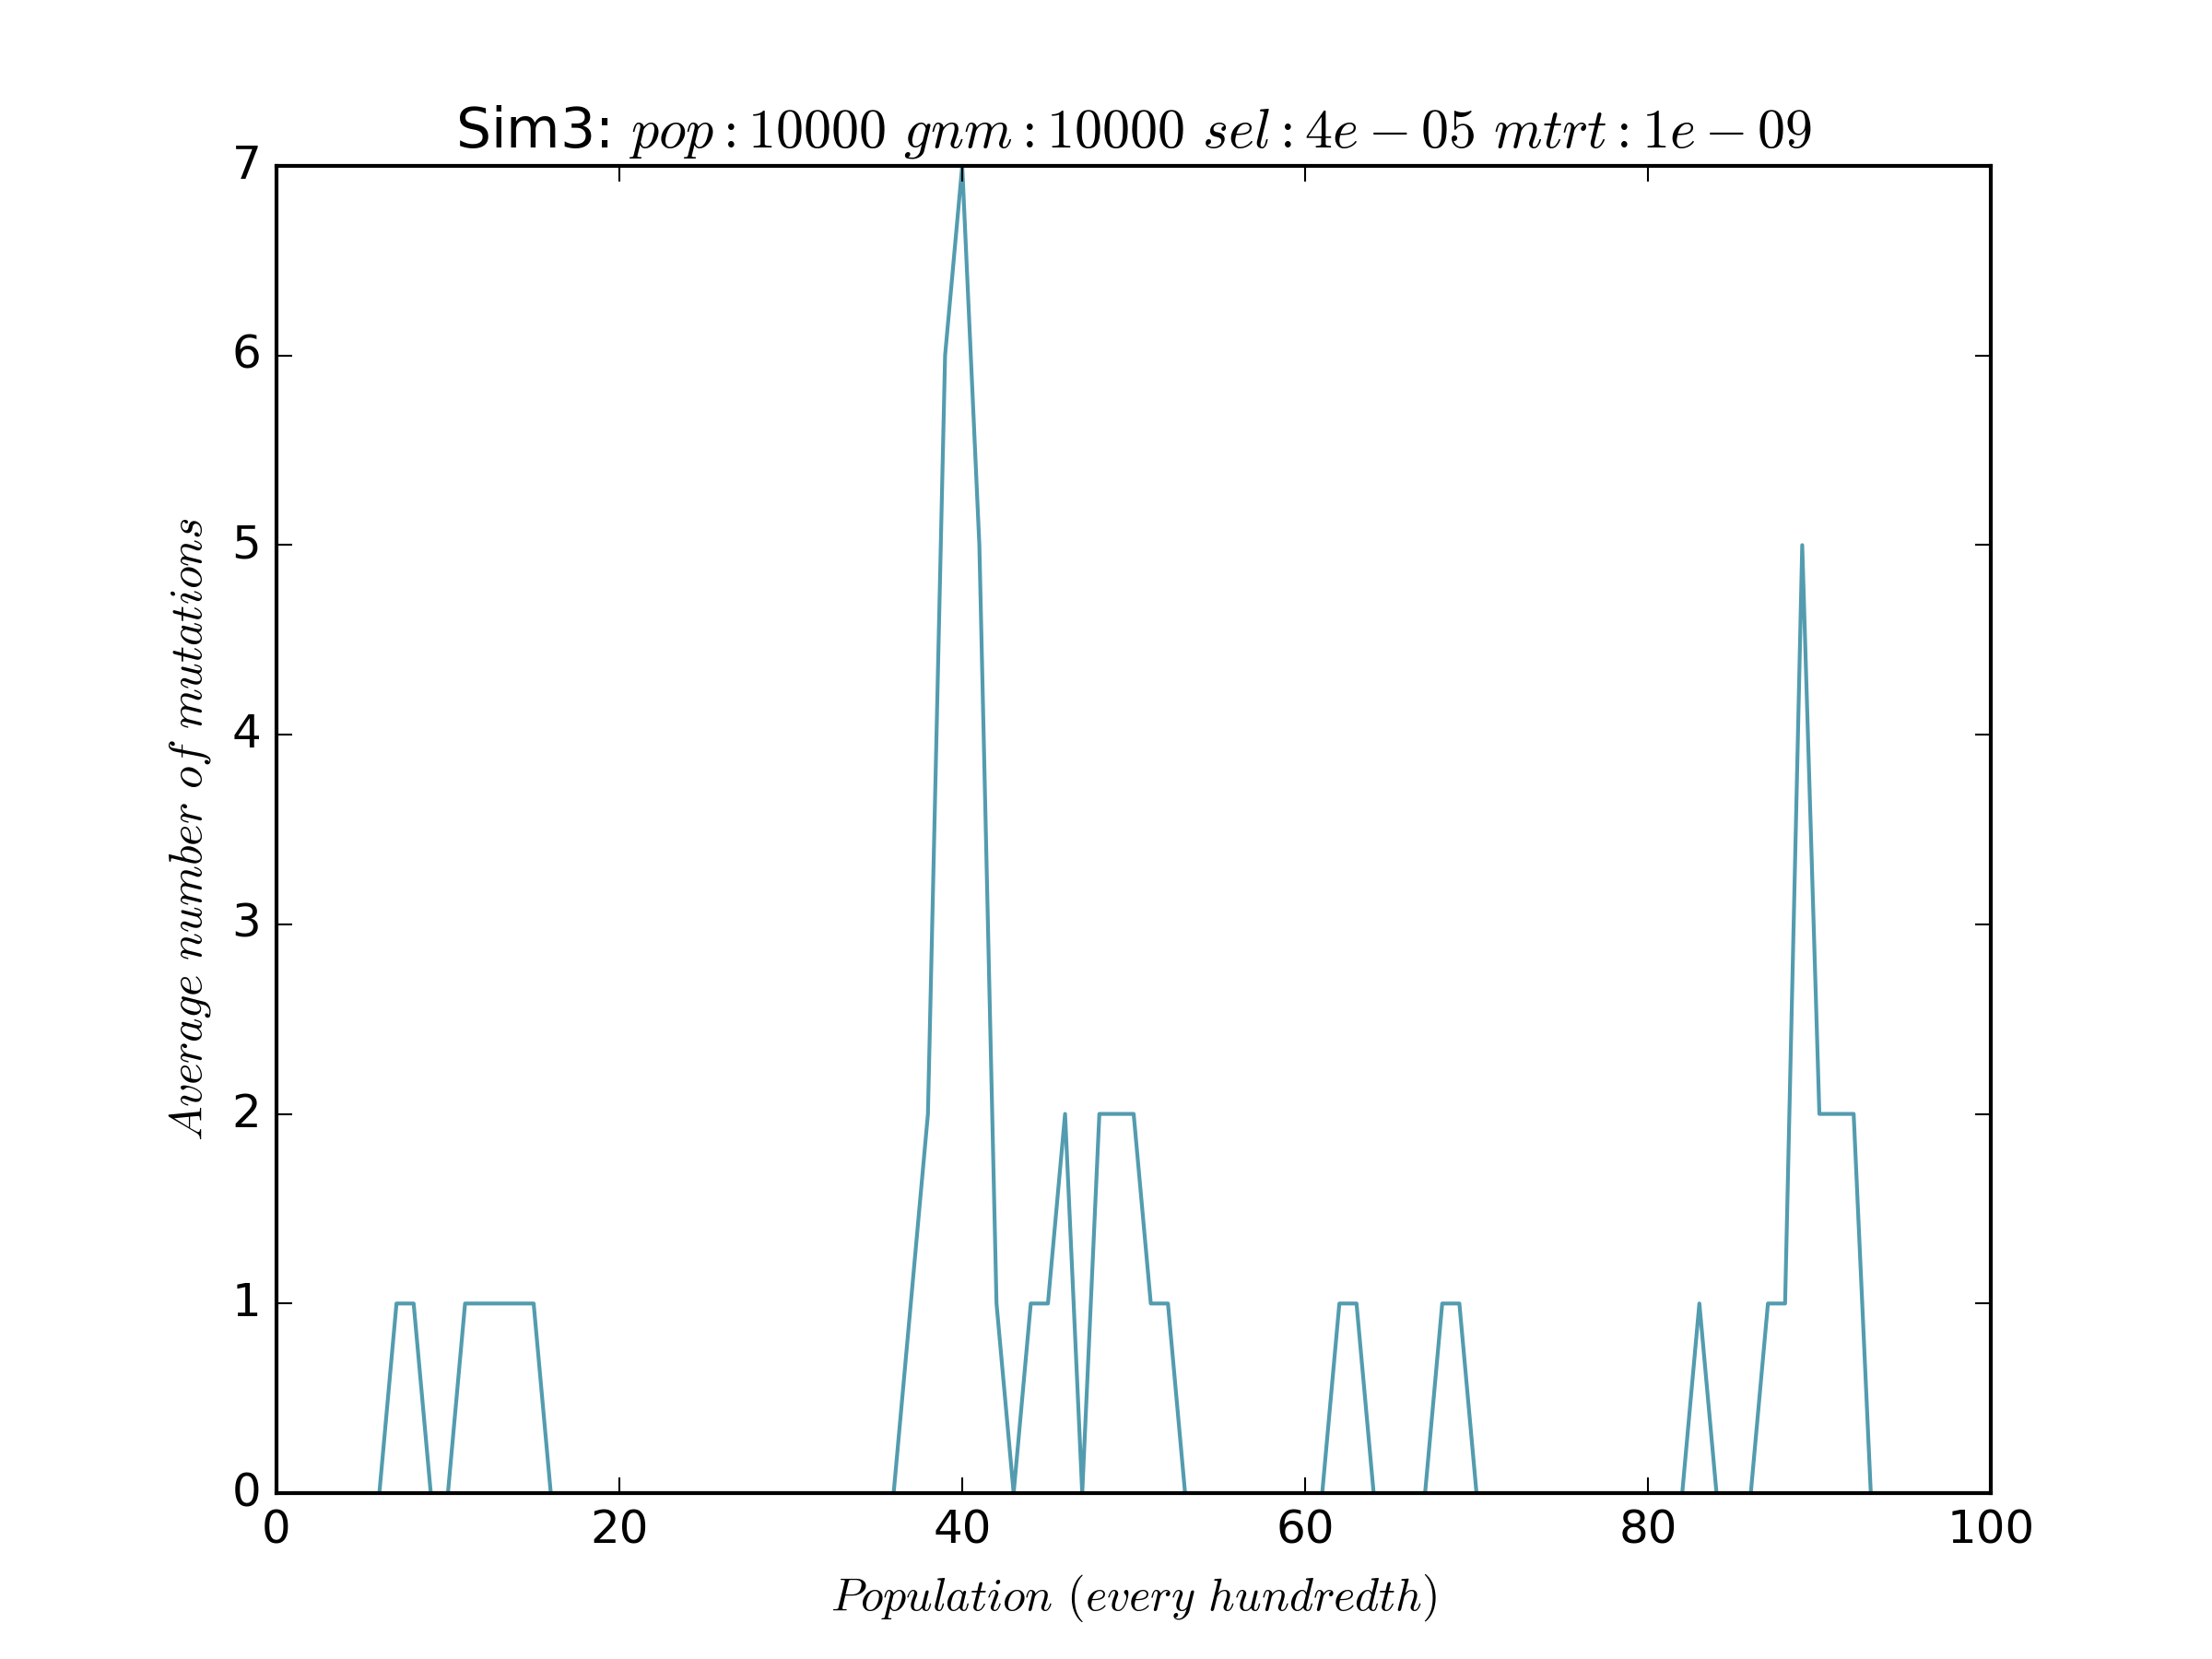 Sim3: pop : 10000 gnm : 10000 sel : 4e − 05 mtrt : 1e − 09
7
6
5
4
3
2
1
0
Average number of mutations
0 20 40 60 80 100
Population (every hundredth)